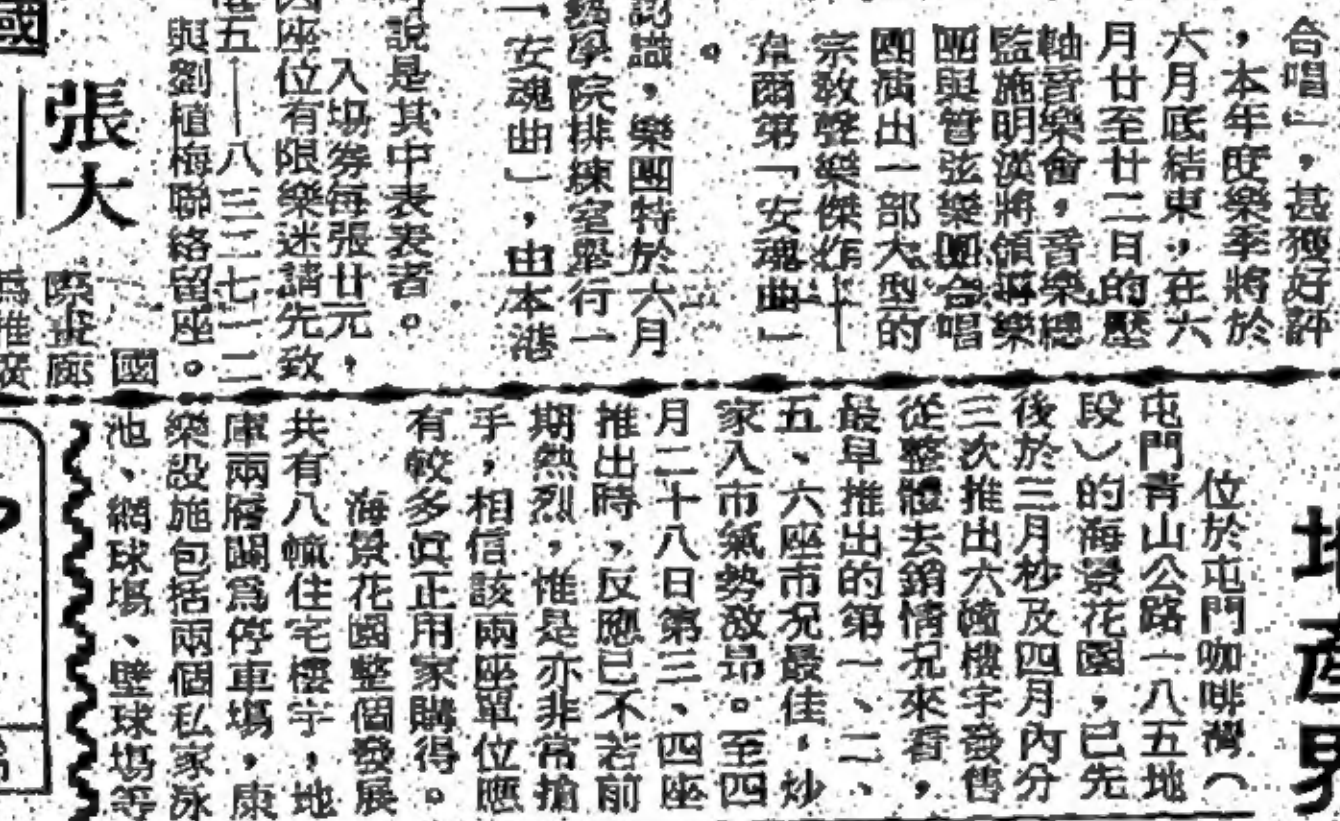 合唱」，甚獲好評
，本年度樂季將於
六月底結束，在六
月廿至廿二日的壓
軸音樂會，音樂總
監施明漢將領導樂
團與管弦樂團合唱
團演出一部大型的
宗教聲樂傑作——
韋爾第「安魂曲」
。
認識，樂團特於六月
學院排練室舉行一
「安魂曲」，由本港
說是其中表表者。
入場券每張廿元，
座位有限樂迷請先致
五——八三二七一二
與劉植梅聯絡留座。
國
張大
國
際畫廊
爲推廣
地產界
位於屯門咖啡灣（
屯門青山公路一八五地
段）的海景花園，已先
後於三月杪及四月內分
三次推出六幢樓宇發售
從整體去銷情況來看，
最早推出的第一、二、
五、六座市況最佳，炒
家入市氣勢激昂。至四
月二十八日第三、四座
推出時，反應已不若前
期熱烈，惟是亦非常搶
手，相信該兩座單位應
有較多真正用家購得。
海景花園整個發展
共有八幢住宅樓宇，地
庫兩層闢爲停車場，康
樂設施包括兩個私家泳
池、網球場、壁球場等